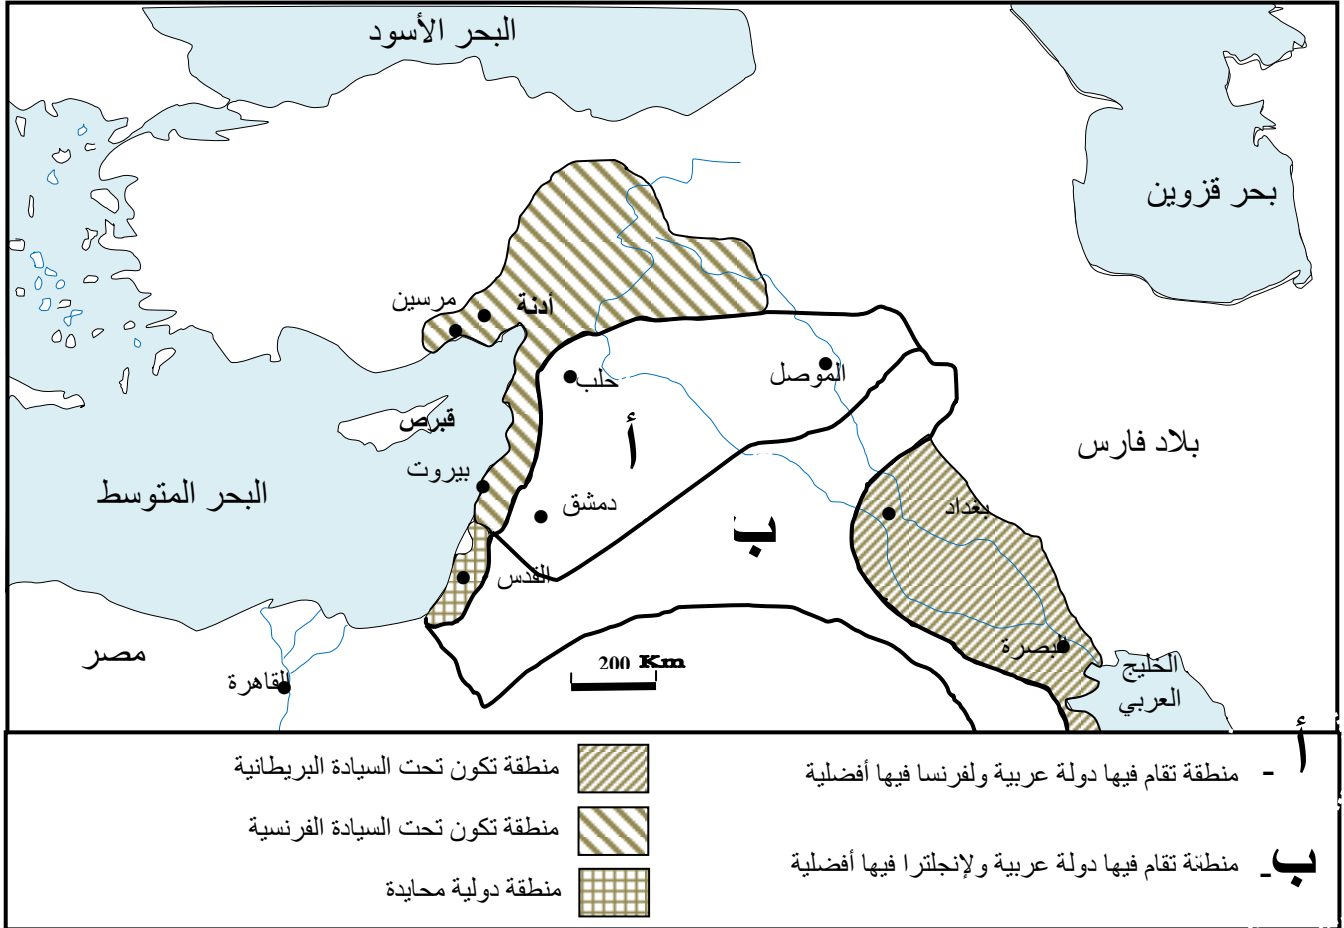 البحر الأسود
بحر قزوين
مرسين
أدنة
الموصل
حلب
قبرص
أ
بلاد فارس
بيروت
البحر المتوسط
دمشق
بغداد
ب
القدس
مصر
البصرة
200 Km
الخليج
العربي
القاهرة
أ - منطقة تقام فيها دولة عربية ولفرنسا فيها أفضلية
ب- منطقة تقام فيها دولة عربية ولإنجلترا فيها أفضلية
منطقة تكون تحت السيادة البريطانية
منطقة تكون تحت السيادة الفرنسية
منطقة دولية محايدة